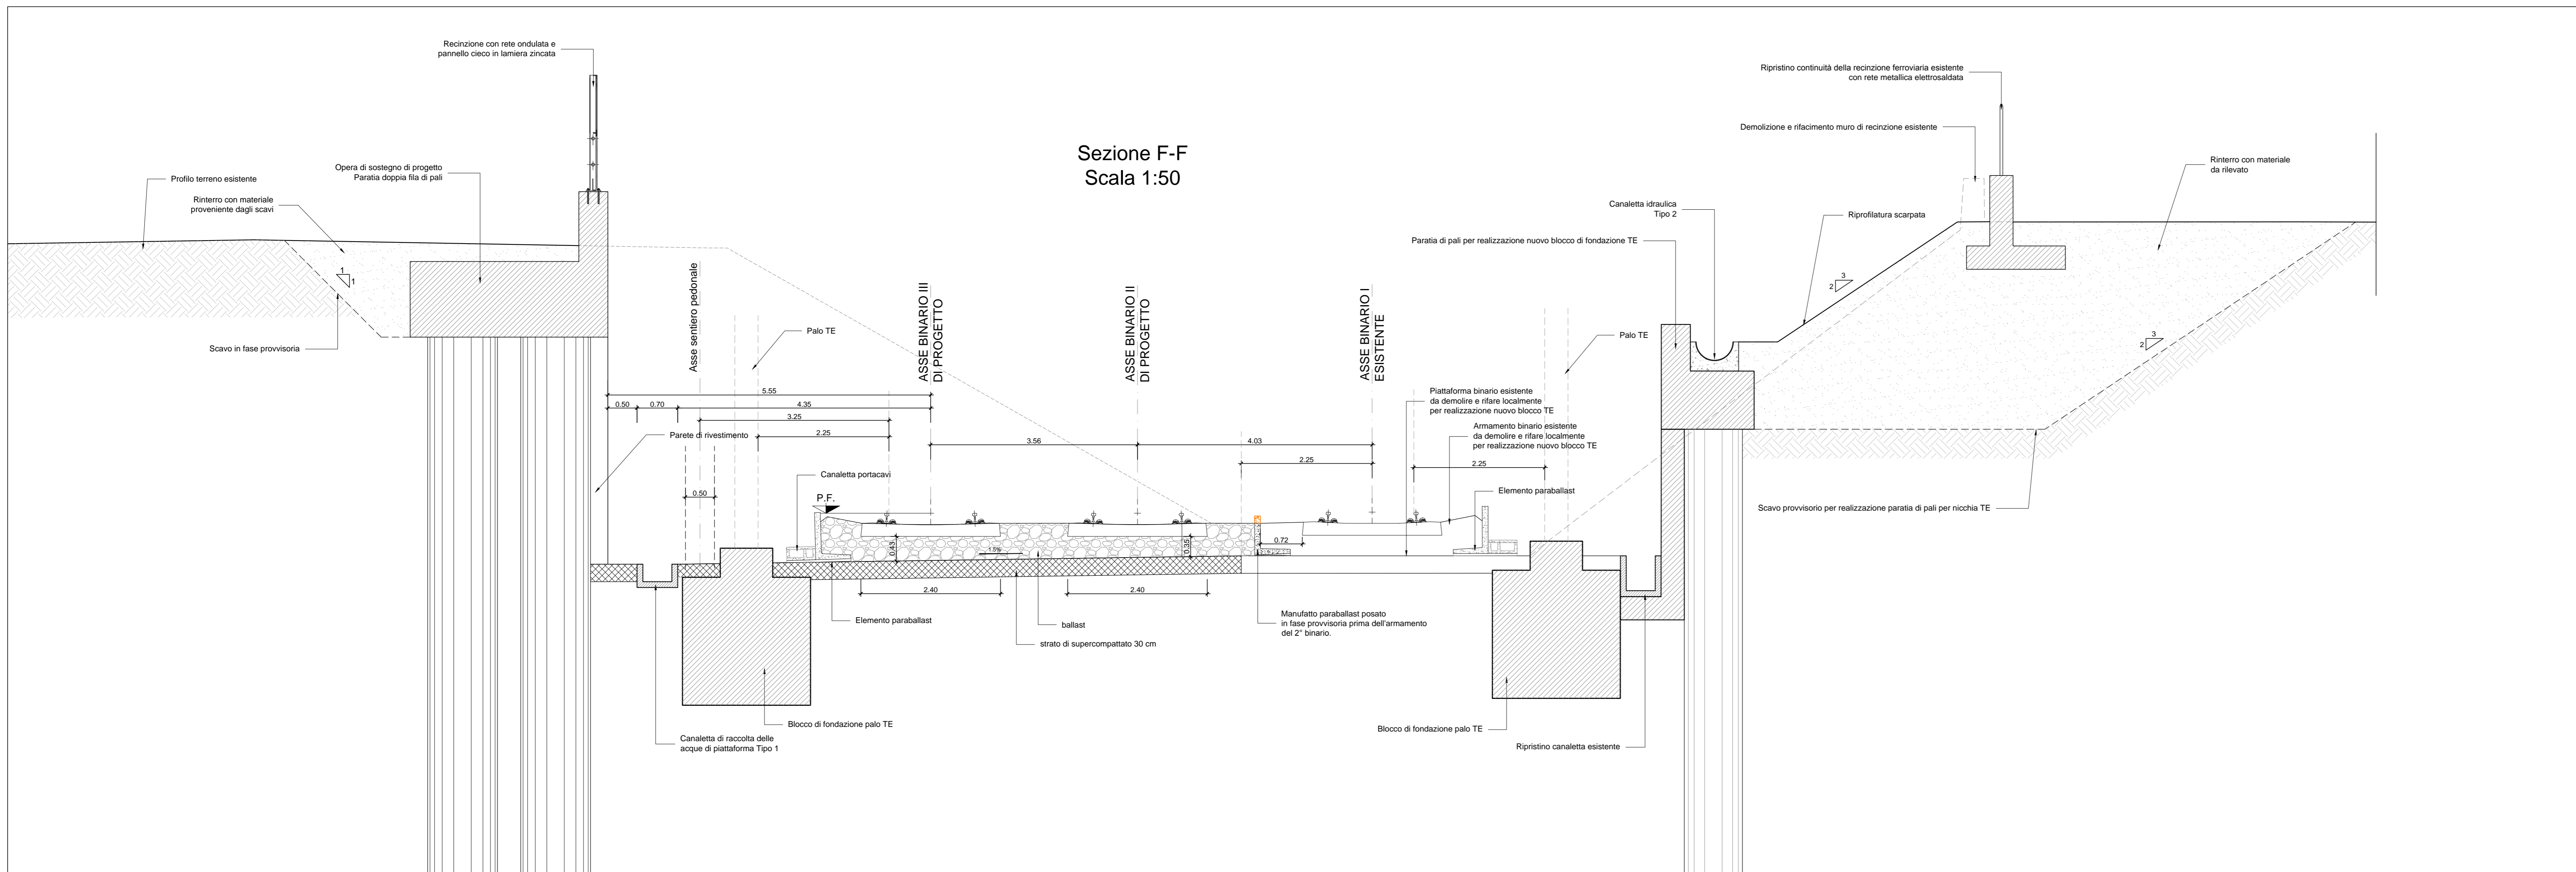 Recinzione con rete ondulata e
pannello cieco in lamiera zincata
Ripristino continuità della recinzione ferroviaria esistente
con rete metallica elettrosaldata
Demolizione e rifacimento muro di recinzione esistente
Sezione F-F
Scala 1:50
Opera di sostegno di progetto
Paratia doppia fila di pali
Profilo terreno esistente
Rinterro con materiale
proveniente dagli scavi
Rinterro con materiale
da rilevato
Canaletta idraulica
Tipo 2
Riprofilatura scarpata
Paratia di pali per realizzazione nuovo blocco di fondazione TE
1
1
3
2
3
2
Scavo in fase provvisoria
Asse sentiero pedonale
Palo TE
ASSE BINARIO III
DI PROGETTO
ASSE BINARIO II
DI PROGETTO
ASSE BINARIO I
ESISTENTE
Palo TE
5.55
0.50
0.70
4.35
3.25
2.25
Piattaforma binario esistente
da demolire e rifare localmente
per realizzazione nuovo blocco TE
Armamento binario esistente
da demolire e rifare localmente
per realizzazione nuovo blocco TE
Parete di rivestimento
3.56
4.03
2.25
2.25
Canaletta portacavi
0.50
P.F.
Elemento paraballast
Scavo provvisorio per realizzazione paratia di pali per nicchia TE
0.43
1.5%
0.35
0.72
2.40
2.40
Elemento paraballast
ballast
strato di supercompattato 30 cm
Manufatto paraballast posato
in fase provvisoria prima dell'armamento
del 2° binario.
Blocco di fondazione palo TE
Blocco di fondazione palo TE
Canaletta di raccolta delle
acque di piattaforma Tipo 1
Ripristino canaletta esistente